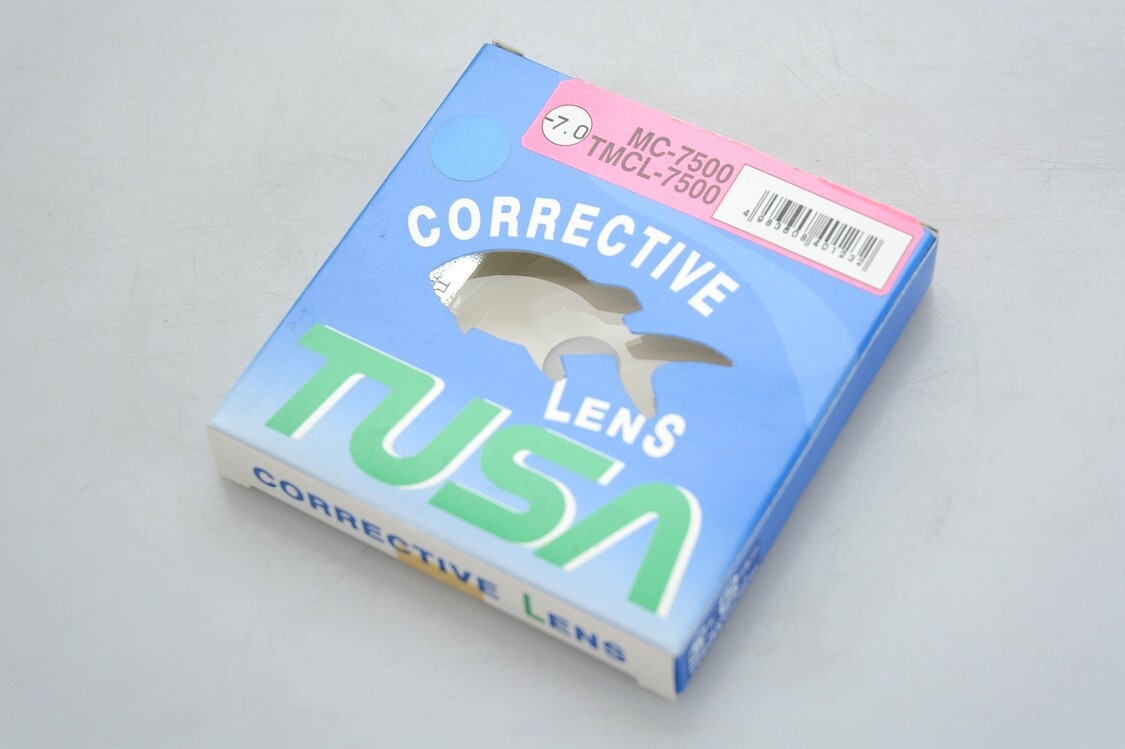 -7.0
MC-7500
TMCL-7500
CORRECTIVE
LENS
TUSA
CORRECTIVE LENS